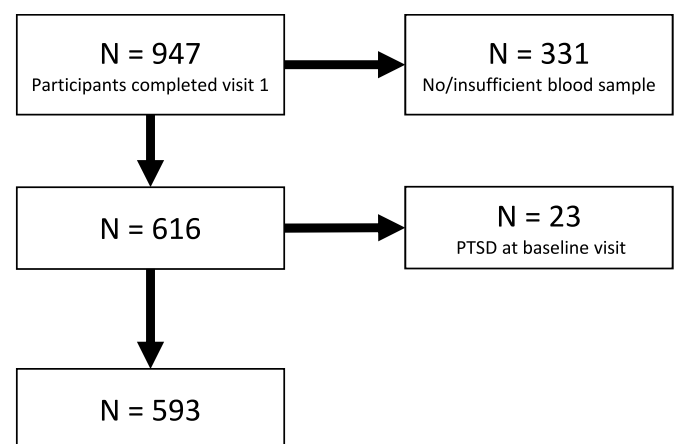 N = 947
Participants completed visit 1
N = 331
No/insufficient blood sample
N = 616
N = 23
PTSD at baseline visit
N = 593